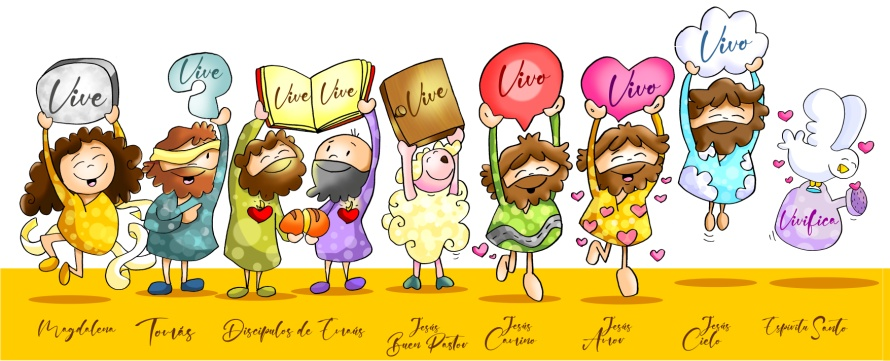 Vive
Vive
Vive Vive
Vive
Vivo
Vivo
Vivo
Vivifica
Magdalena
Tomás
Discípulos de Emaús
Jesús
Buen Pastor
Jesús
Camino
Jesús
Amor
Jesús
Cielo
Espíritu Santo